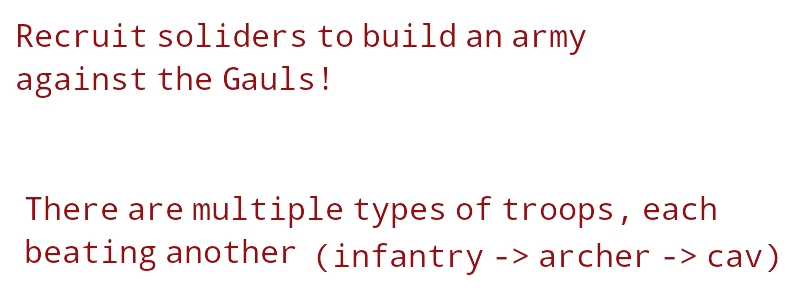 Recruit soliders to build an army
against the Gauls!
There are multiple types of troops, each
beating another (infantry -> archer -> cav)